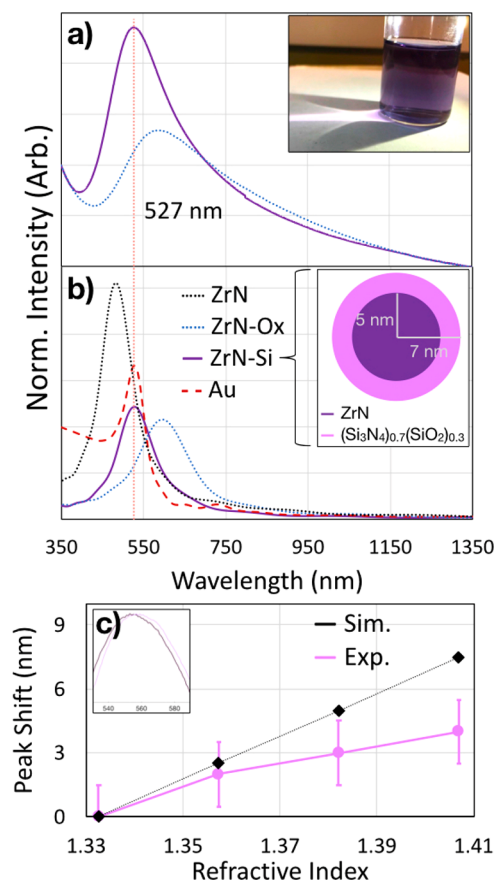 a)
527 nm
Norm. Intensity (Arb.)
b)
ZrN
ZrN-Ox
ZrN-Si
Au
5 nm
7 nm
ZrN
(Si₃N₄)₀.₇(SiO₂)₀.₃
350 550 750 950 1150 1350
Wavelength (nm)
c)
540 560 580
Sim.
Exp.
Peak Shift (nm)
9
6
3
0
1.33 1.35 1.37 1.39 1.41
Refractive Index